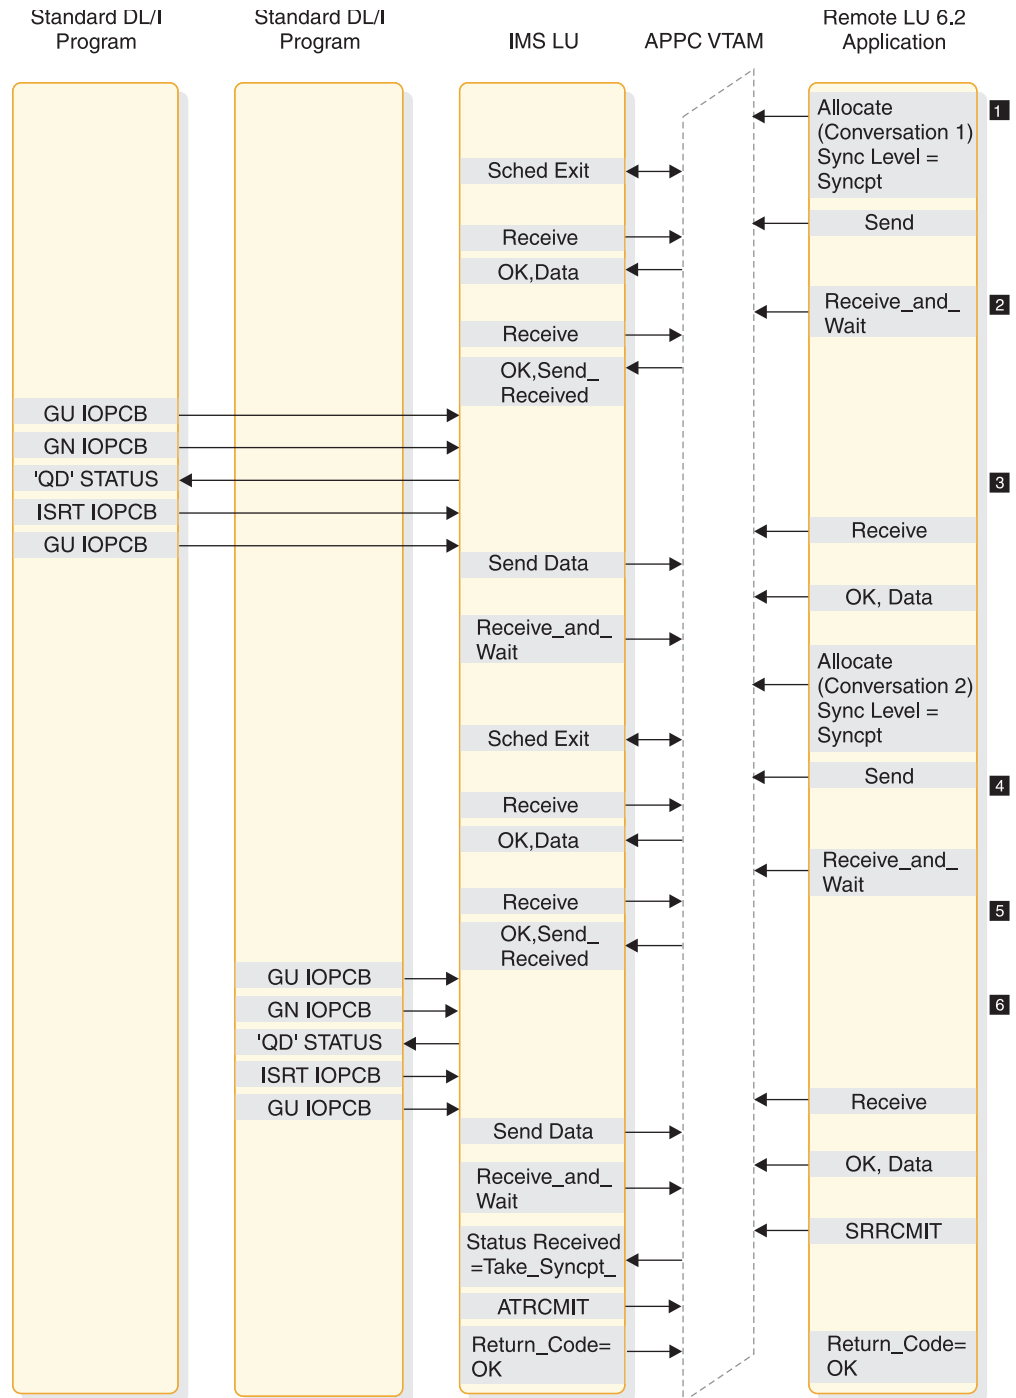 Standard DL/I
Program
Standard DL/I
Program
IMS LU
APPC VTAM
Remote LU 6.2
Application
Allocate
(Conversation 1)
Sync Level =
Syncpt
1
Sched Exit
Send
Receive
OK,Data
Receive_and_
Wait
2
Receive
OK,Send_
Received
GU IOPCB
GN IOPCB
'QD' STATUS
3
ISRT IOPCB
Receive
GU IOPCB
Send Data
OK, Data
Receive_and_
Wait
Allocate
(Conversation 2)
Sync Level =
Syncpt
Sched Exit
Send
4
Receive
OK,Data
Receive_and_
Wait
Receive
5
OK,Send_
Received
GU IOPCB
GN IOPCB
6
'QD' STATUS
ISRT IOPCB
GU IOPCB
Receive
Send Data
OK, Data
Receive_and_
Wait
SRRCMIT
Status Received
=Take_Syncpt_
ATRCMIT
Return_Code=
OK
Return_Code=
OK